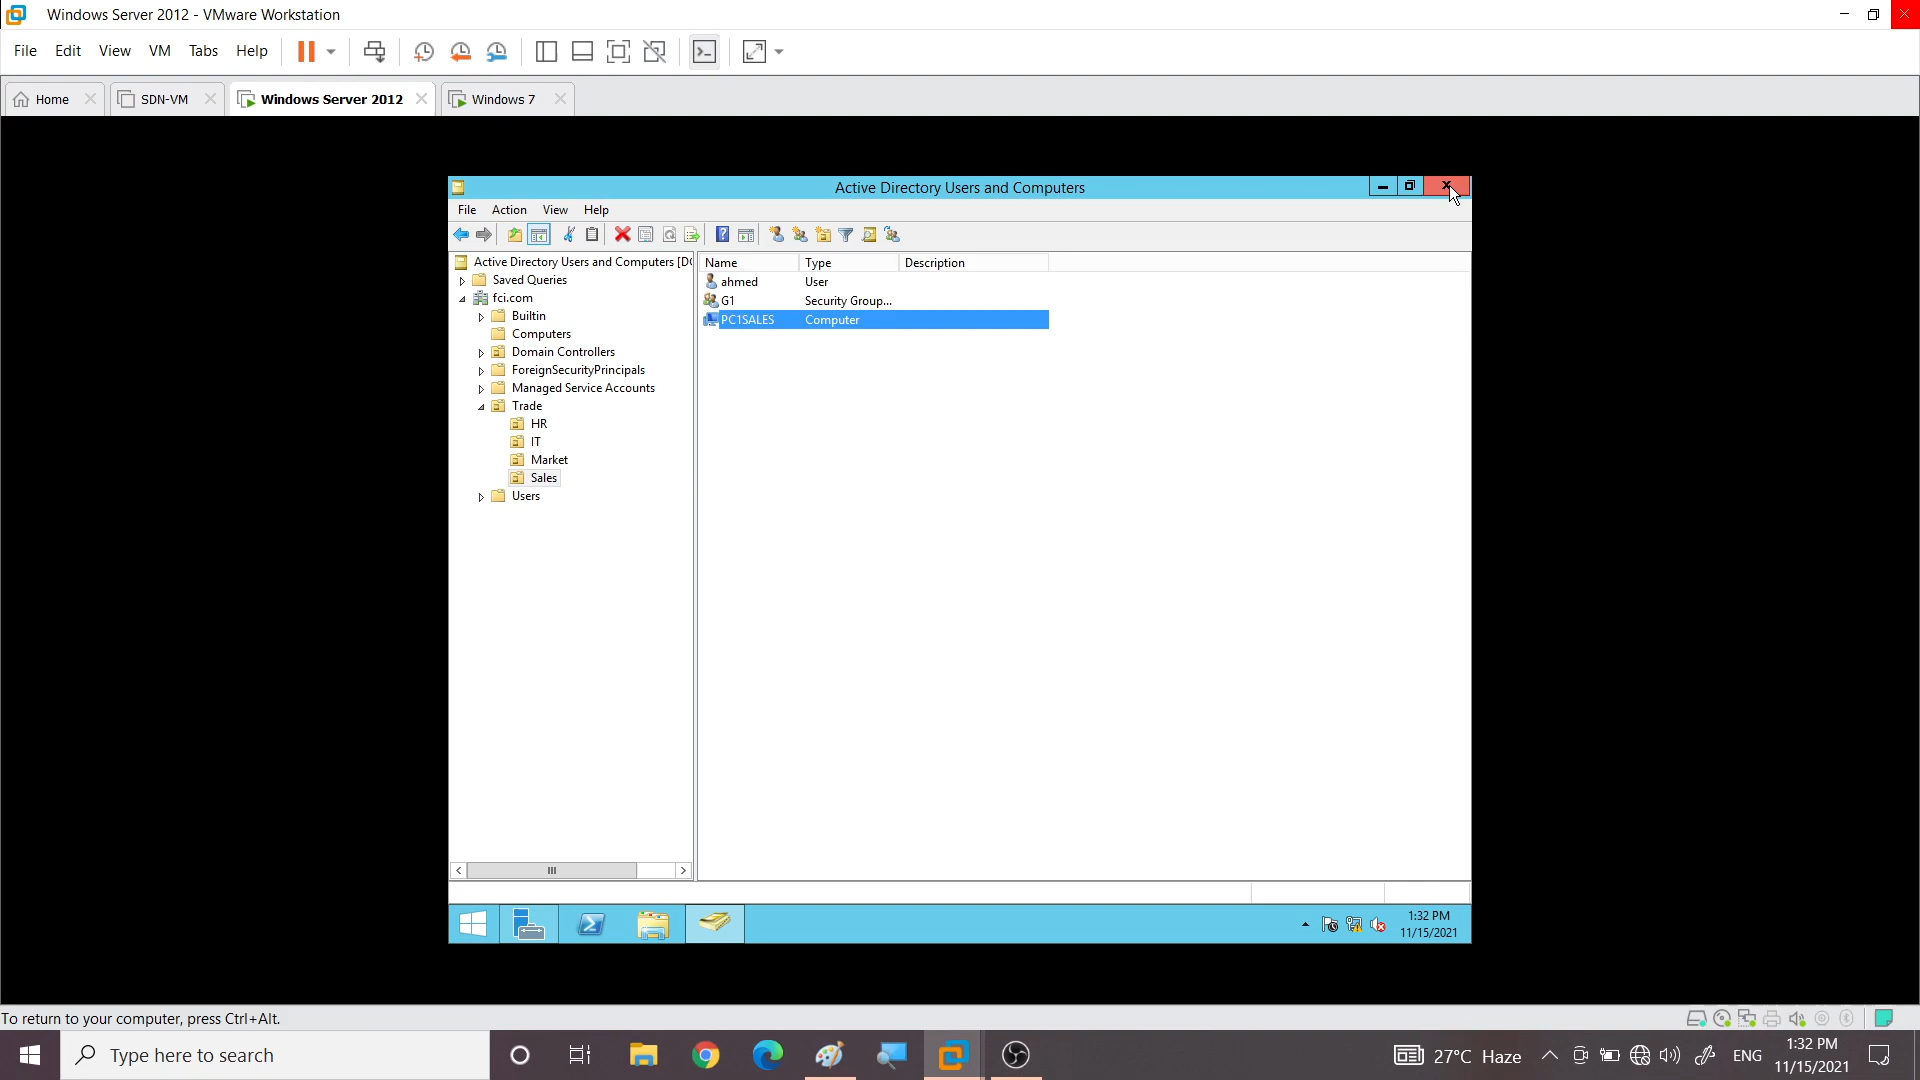 Windows Server 2012 - VMware Workstation
File Edit View VM Tabs Help
Home SDN-VM Windows Server 2012 Windows 7
Active Directory Users and Computers
File Action View Help
Active Directory Users and Computers [D
Saved Queries
fci.com
Builtin
Computers
Domain Controllers
ForeignSecurityPrincipals
Managed Service Accounts
Trade
HR
IT
Market
Sales
Users
Name Type Description
ahmed User
G1 Security Group...
PC1SALES Computer
1:32 PM
11/15/2021
To return to your computer, press Ctrl+Alt.
Type here to search
27°C Haze
ENG
1:32 PM
11/15/2021